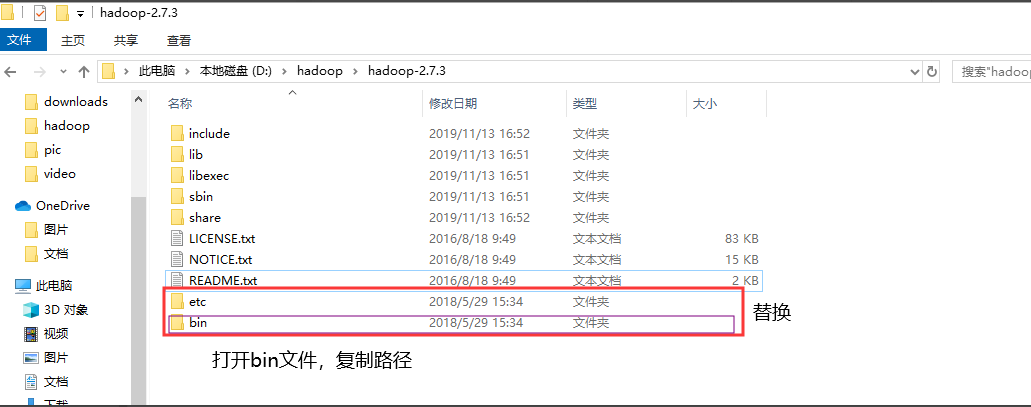 hadoop-2.7.3
文件 主页 共享 查看
此电脑 本地磁盘 (D:) hadoop hadoop-2.7.3 搜索"hadoop
downloads
hadoop
pic
video
OneDrive
图片
文档
此电脑
3D 对象
视频
图片
文档
下载
名称 修改日期 类型 大小
include 2019/11/13 16:52 文件夹
lib 2019/11/13 16:51 文件夹
libexec 2019/11/13 16:51 文件夹
sbin 2019/11/13 16:51 文件夹
share 2019/11/13 16:52 文件夹
LICENSE.txt 2016/8/18 9:49 文本文档 83 KB
NOTICE.txt 2016/8/18 9:49 文本文档 15 KB
README.txt 2016/8/18 9:49 文本文档 2 KB
etc 2018/5/29 15:34 文件夹
bin 2018/5/29 15:34 文件夹
替换
打开bin文件，复制路径